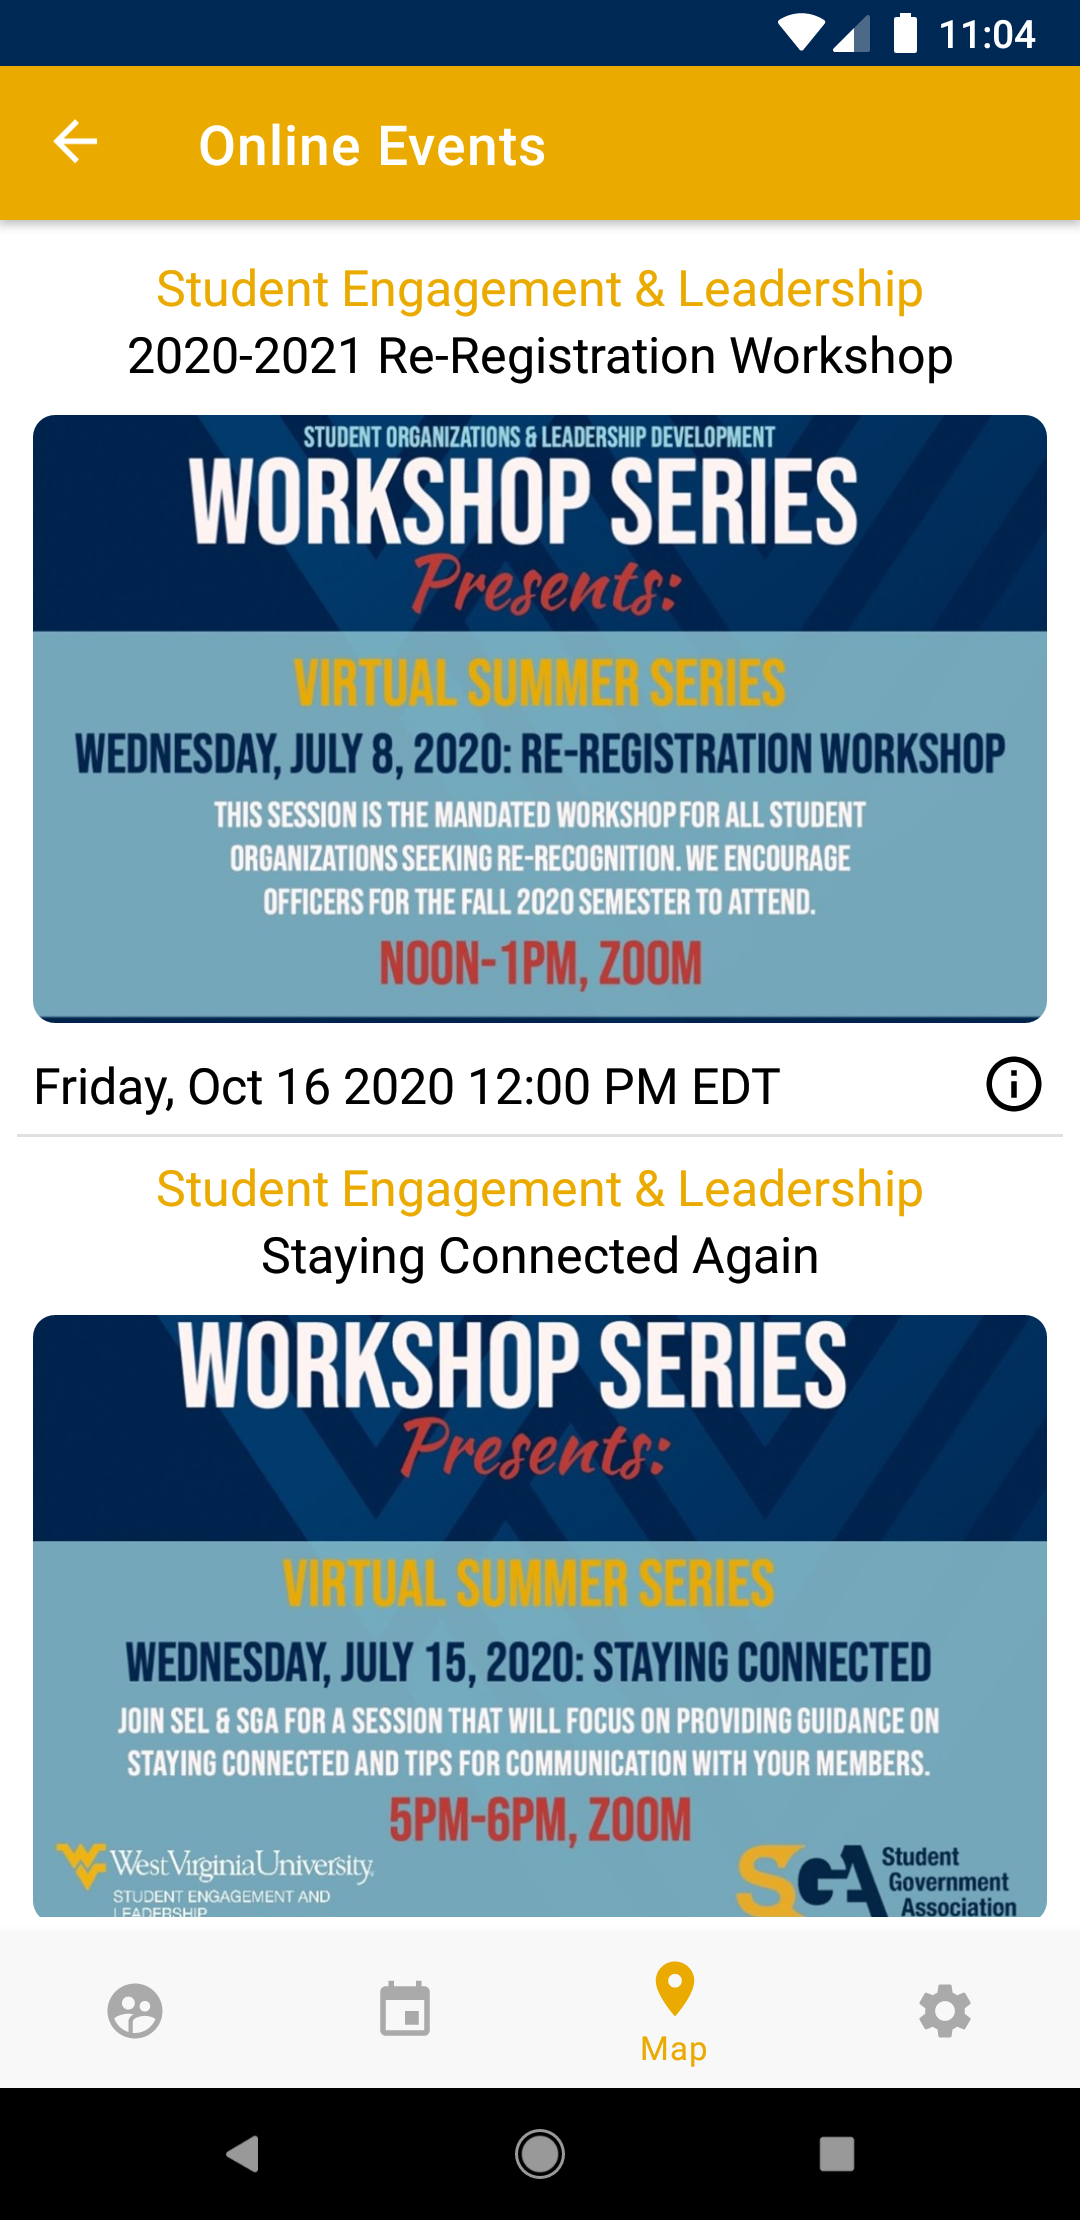 11:04
Online Events
Student Engagement & Leadership
2020-2021 Re-Registration Workshop
STUDENT ORGANIZATIONS & LEADERSHIP DEVELOPMENT
WORKSHOP SERIES
Presents:
VIRTUAL SUMMER SERIES
WEDNESDAY, JULY 8, 2020: RE-REGISTRATION WORKSHOP
THIS SESSION IS THE MANDATED WORKSHOP FOR ALL STUDENT
ORGANIZATIONS SEEKING RE-RECOGNITION. WE ENCOURAGE
OFFICERS FOR THE FALL 2020 SEMESTER TO ATTEND.
NOON-1PM, ZOOM
Friday, Oct 16 2020 12:00 PM EDT
Student Engagement & Leadership
Staying Connected Again
WORKSHOP SERIES
Presents:
VIRTUAL SUMMER SERIES
WEDNESDAY, JULY 15, 2020: STAYING CONNECTED
JOIN SEL & SGA FOR A SESSION THAT WILL FOCUS ON PROVIDING GUIDANCE ON
STAYING CONNECTED AND TIPS FOR COMMUNICATION WITH YOUR MEMBERS.
5PM-6PM, ZOOM
WV WestVirginiaUniversity
STUDENT ENGAGEMENT AND
LEADERSHIP
SGA Student
Government
Association
Map